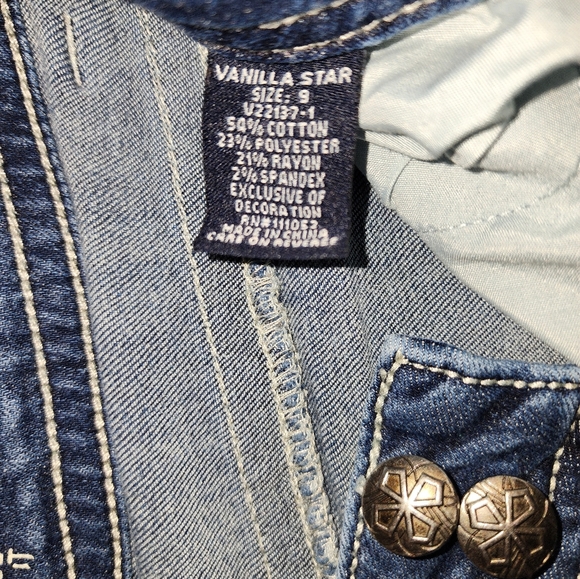 VANILLA STAR
SIZE: 9
V22137-1
54% COTTON
23% POLYESTER
21% RAYON
2% SPANDEX
EXCLUSIVE OF
DECORATION
RN#111053
MADE IN CHINA
CARE ON REVERSE